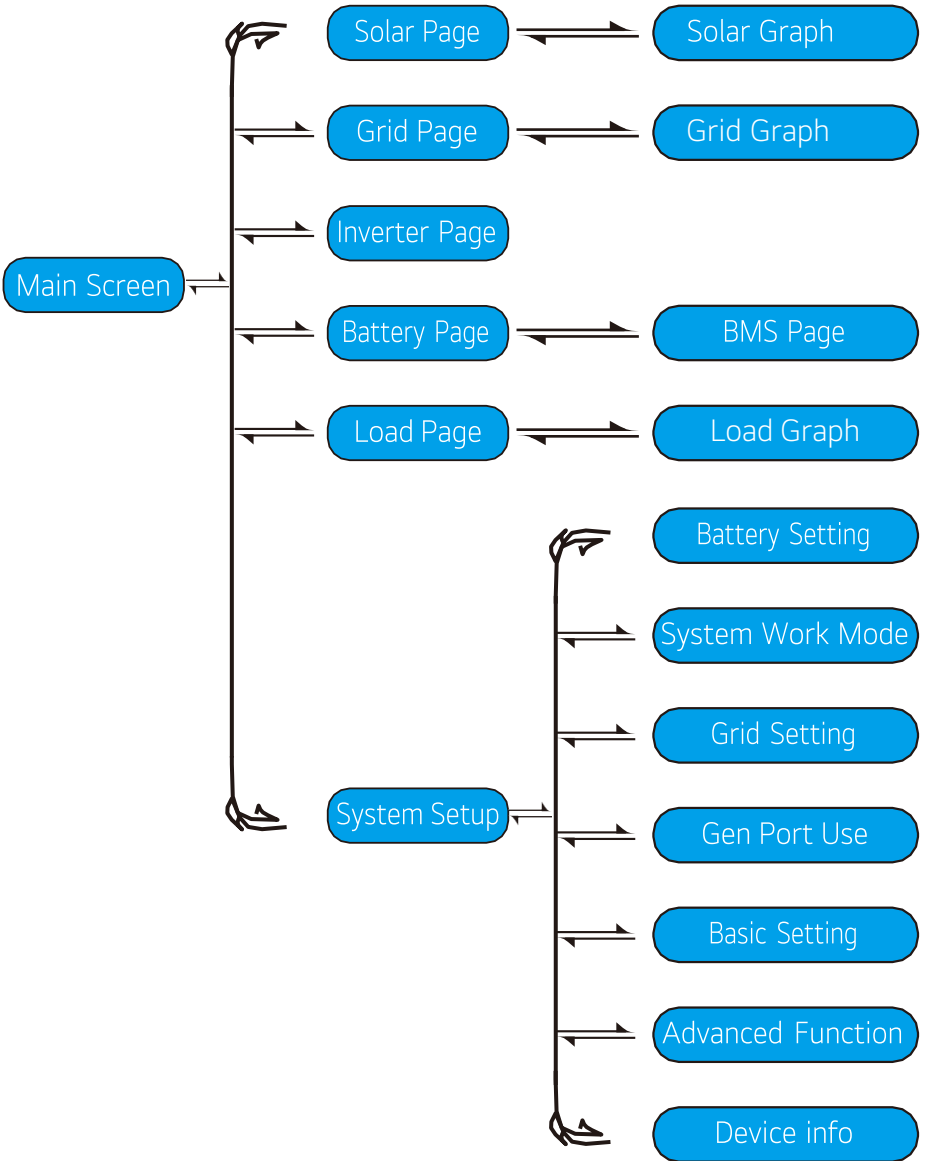 Solar Page
Solar Graph
Grid Page
Grid Graph
Inverter Page
Main Screen
Battery Page
BMS Page
Load Page
Load Graph
Battery Setting
System Work Mode
Grid Setting
System Setup
Gen Port Use
Basic Setting
Advanced Function
Device info